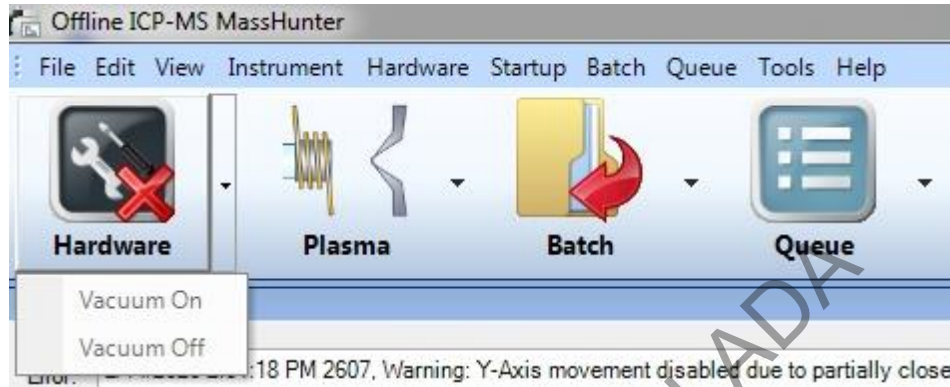 Offline ICP-MS MassHunter
File Edit View Instrument Hardware Startup Batch Queue Tools Help
Hardware Plasma Batch Queue
Vacuum On
Vacuum Off
:18 PM 2607, Warning: Y-Axis movement disabled due to partially close